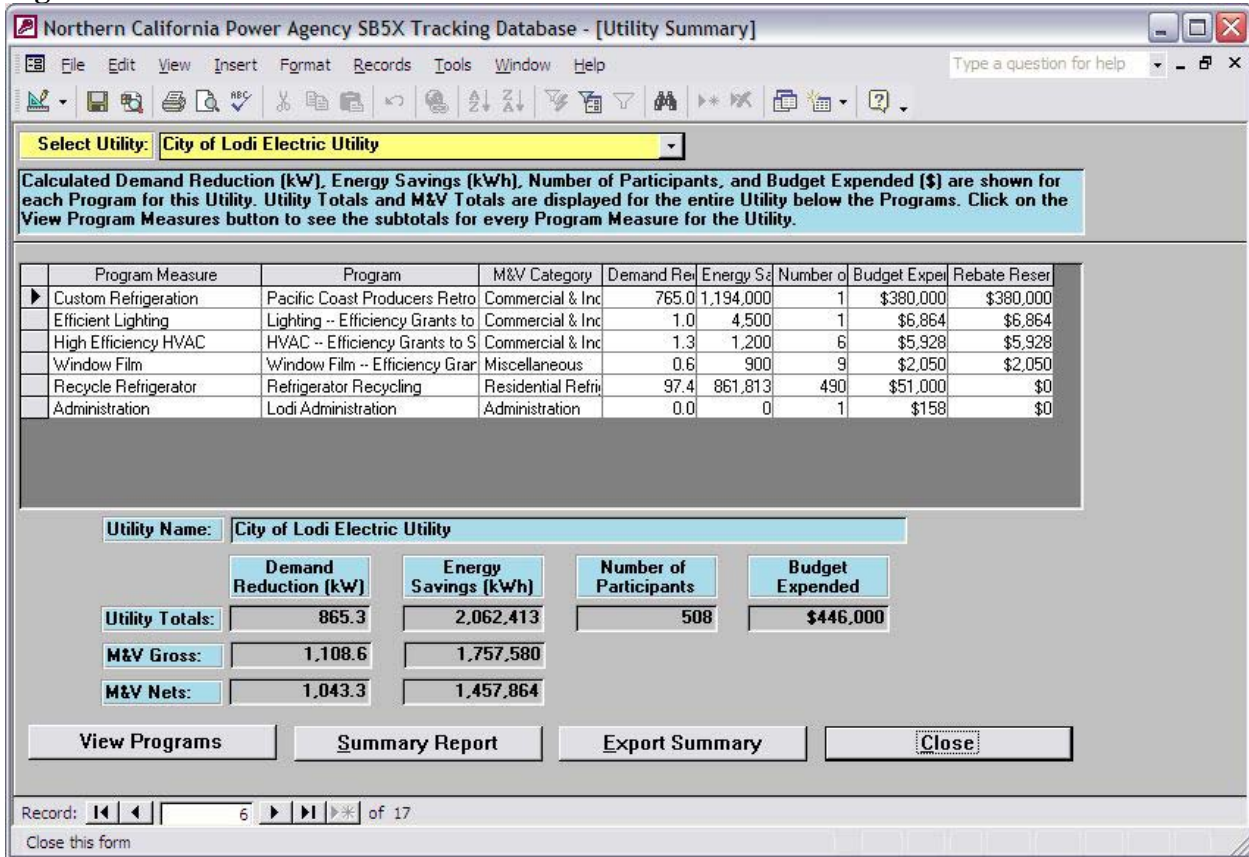 Northern California Power Agency SB5X Tracking Database - [Utility Summary]
File Edit View Insert Format Records Tools Window Help Type a question for help
Select Utility: City of Lodi Electric Utility
Calculated Demand Reduction (kW), Energy Savings (kWh), Number of Participants, and Budget Expended ($) are shown for
each Program for this Utility. Utility Totals and M&V Totals are displayed for the entire Utility below the Programs. Click on the
View Program Measures button to see the subtotals for every Program Measure for the Utility.
Program Measure Program M&V Category Demand Re Energy Sa Number o Budget Exper Rebate Reser
Custom Refrigeration Pacific Coast Producers Retro Commercial & Inc 765.0 1,194,000 1 $380,000 $380,000
Efficient Lighting Lighting -- Efficiency Grants to Commercial & Inc 1.0 4,500 1 $6,864 $6,864
High Efficiency HVAC HVAC -- Efficiency Grants to S Commercial & Inc 1.3 1,200 6 $5,928 $5,928
Window Film Window Film -- Efficiency Grar Miscellaneous 0.6 900 9 $2,050 $2,050
Recycle Refrigerator Refrigerator Recycling Residential Refri 97.4 861,813 490 $51,000 $0
Administration Lodi Administration Administration 0.0 0 1 $158 $0
Utility Name: City of Lodi Electric Utility
Demand Reduction (kW) Energy Savings (kWh) Number of Participants Budget Expended
Utility Totals: 865.3 2,062,413 508 $446,000
M&V Gross: 1,108.6 1,757,580
M&V Nets: 1,043.3 1,457,864
View Programs Summary Report Export Summary Close
Record: 6 of 17
Close this form